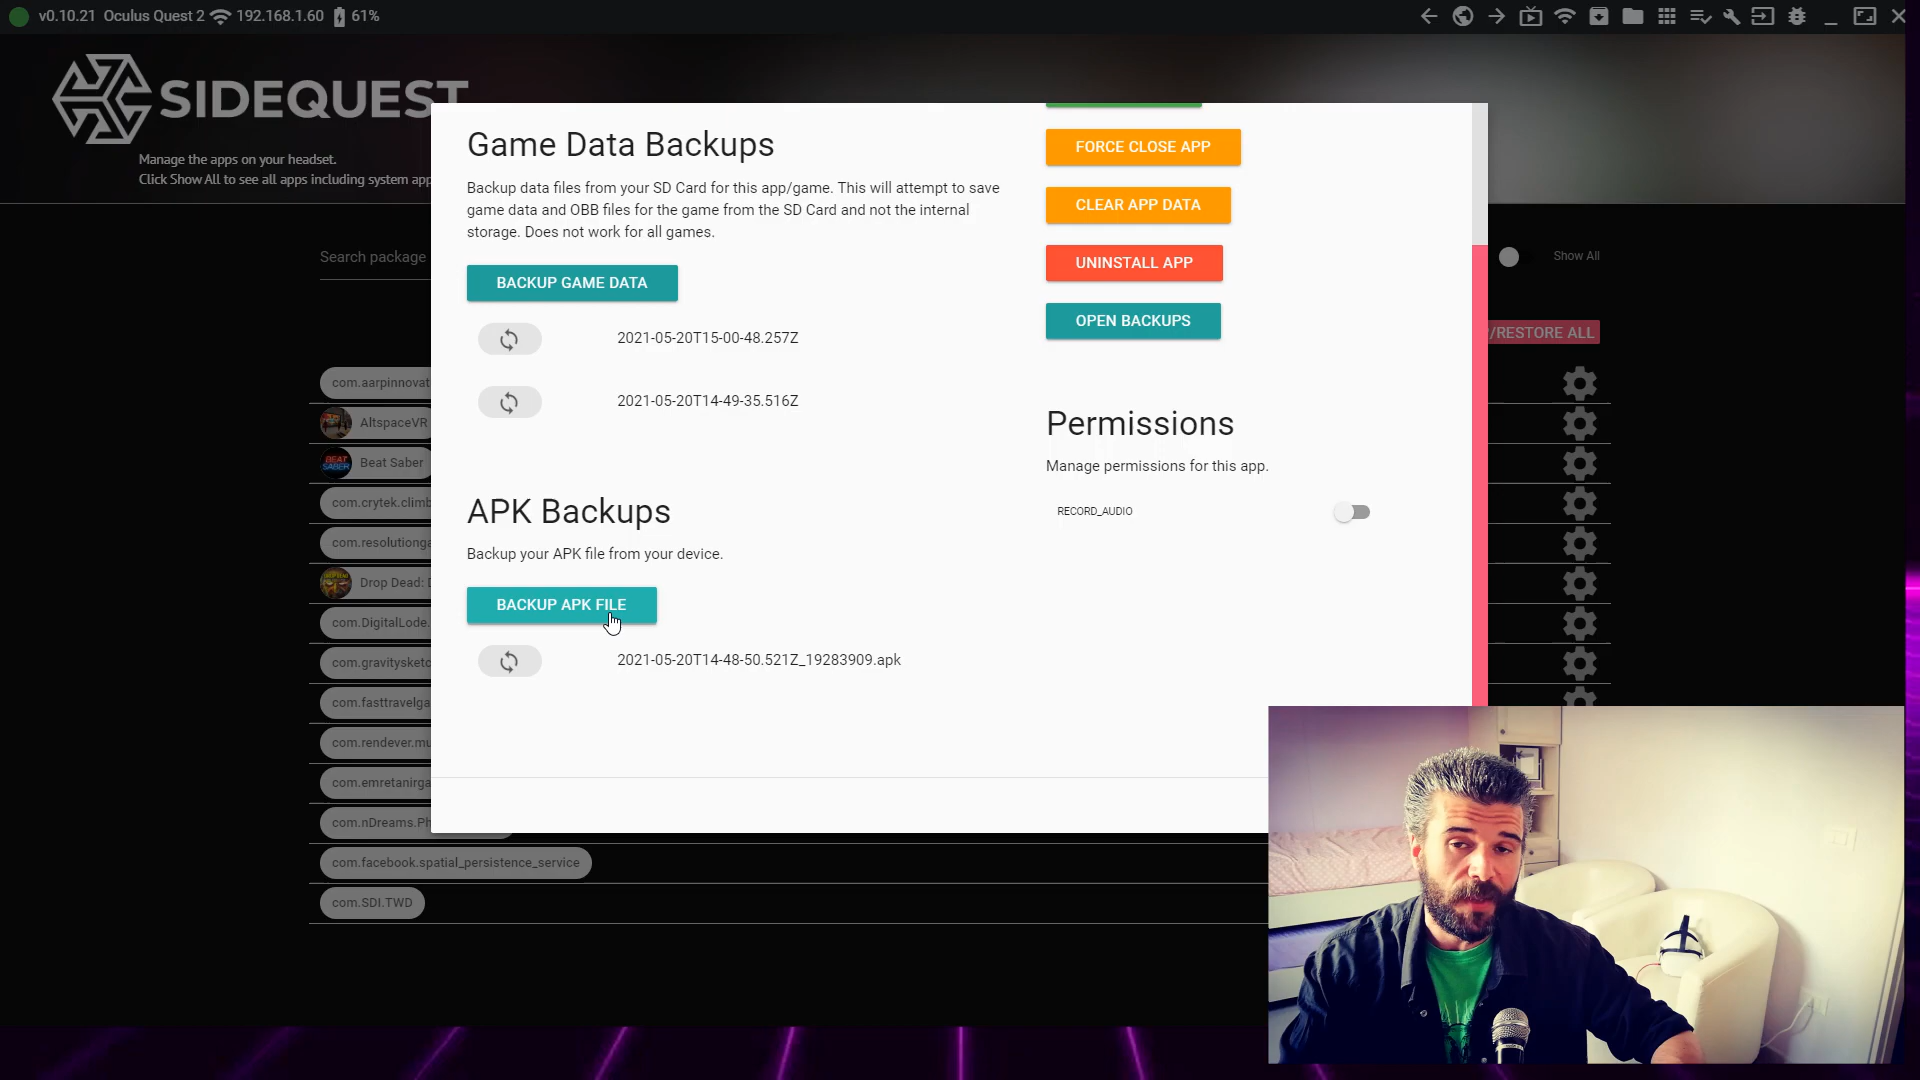 v0.10.21 Oculus Quest 2 192.168.1.60 61%
SIDEQUEST
Manage the apps on your headset.
Click Show All to see all apps including system app
Search package
Show All
/RESTORE ALL
com.aarpinnovat
AltspaceVR
BEAT SABER
Beat Saber
com.crytek.climb
com.resolutionga
Drop Dead: D
com.DigitalLode.
com.gravitysketc
com.fasttravelga
com.rendever.mu
com.emretanirga
com.nDreams.Ph
com.facebook.spatial_persistence_service
com.SDI.TWD
Game Data Backups
Backup data files from your SD Card for this app/game. This will attempt to save
game data and OBB files for the game from the SD Card and not the internal
storage. Does not work for all games.
BACKUP GAME DATA
2021-05-20T15-00-48.257Z
2021-05-20T14-49-35.516Z
APK Backups
Backup your APK file from your device.
BACKUP APK FILE
2021-05-20T14-48-50.521Z_19283909.apk
FORCE CLOSE APP
CLEAR APP DATA
UNINSTALL APP
OPEN BACKUPS
Permissions
Manage permissions for this app.
RECORD_AUDIO